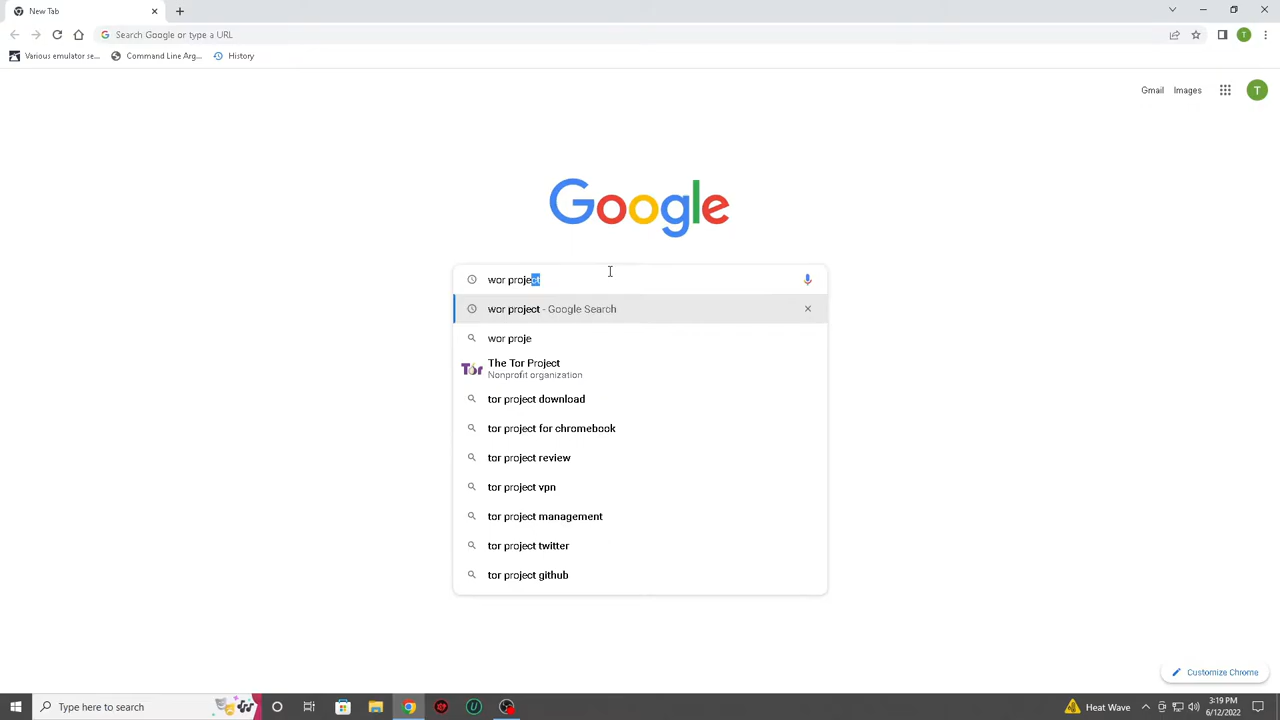 New Tab
Search Google or type a URL
Various emulator se...
Command Line Arg...
History
Gmail
Images
T
T
Google
wor project
wor project - Google Search
wor proje
Tor
The Tor Project
Nonprofit organization
tor project download
tor project for chromebook
tor project review
tor project vpn
tor project management
tor project twitter
tor project github
Customize Chrome
Type here to search
Heat Wave
3:19 PM
6/12/2022